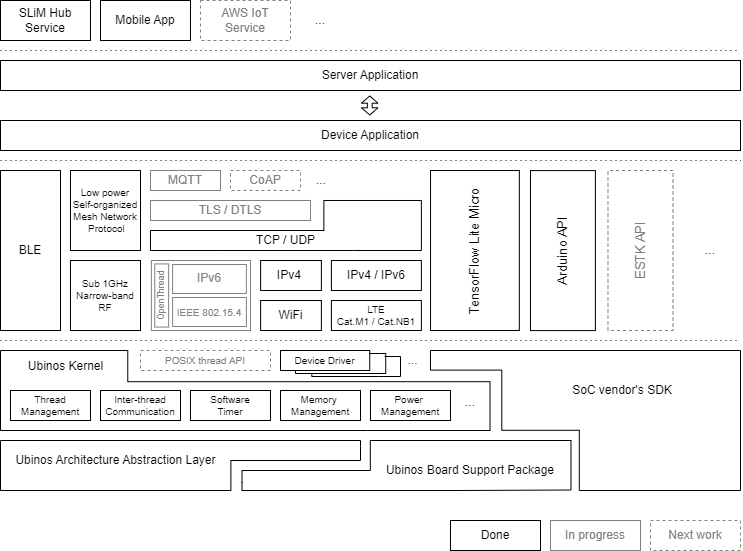 SLiM Hub
Service
Mobile App
AWS IoT
Service
...
Server Application
Device Application
BLE
Low power
Self-organized
Mesh Network
Protocol
Sub 1GHz
Narrow-band
RF
MQTT
CoAP
...
TLS / DTLS
TCP / UDP
OpenThread
IPv6
IEEE 802.15.4
IPv4
WiFi
IPv4 / IPv6
LTE
Cat.M1 / Cat.NB1
TensorFlow Lite Micro
Arduino API
ESTK API
...
Ubinos Kernel
POSIX thread API
Device Driver
...
Thread
Management
Inter-thread
Communication
Software
Timer
Memory
Management
Power
Management
...
SoC vendor's SDK
Ubinos Architecture Abstraction Layer
Ubinos Board Support Package
Done
In progress
Next work